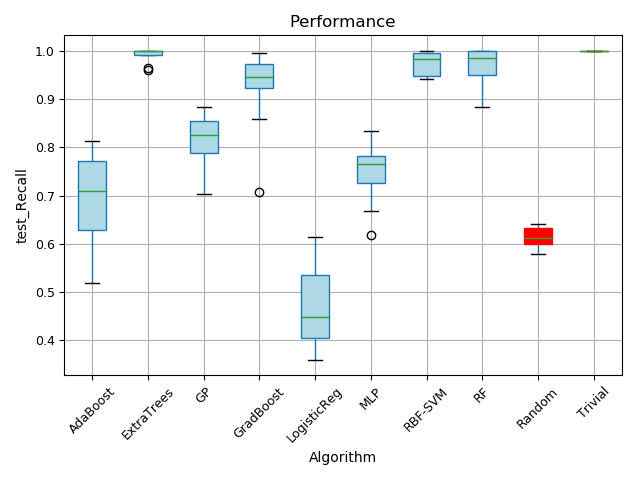 Performance
1.0
0.9
0.8
0.7
0.6
0.5
0.4
test_Recall
AdaBoost
ExtraTrees
GP
GradBoost
LogisticReg
MLP
RBF-SVM
RF
Random
Trivial
Algorithm